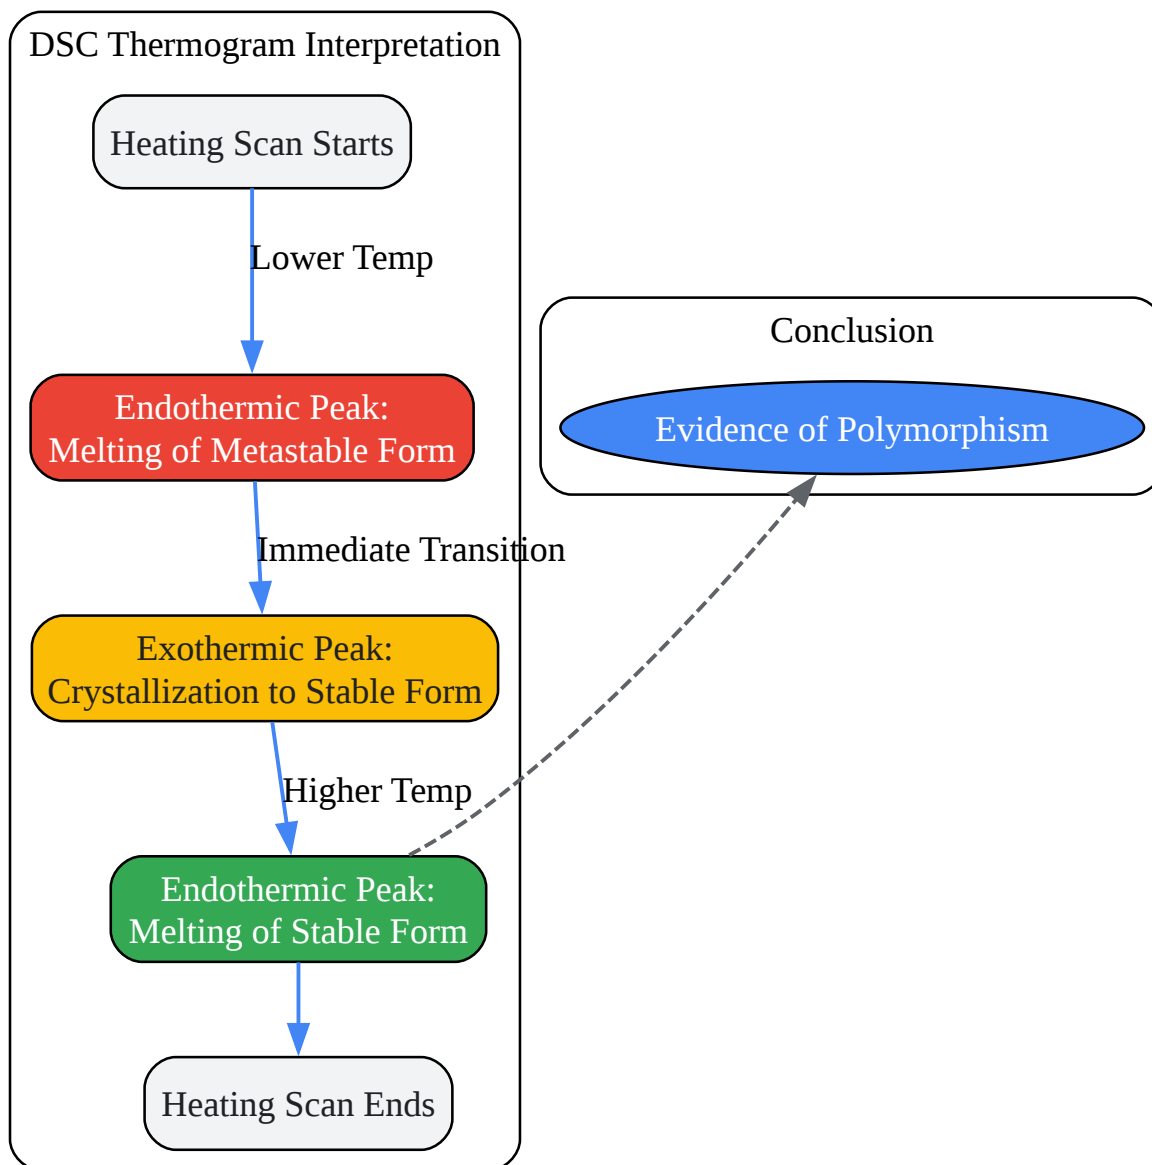 DSC Thermogram Interpretation
Heating Scan Starts
Lower Temp
Endothermic Peak:
Melting of Metastable Form
Immediate Transition
Exothermic Peak:
Crystallization to Stable Form
Higher Temp
Endothermic Peak:
Melting of Stable Form
Heating Scan Ends
Conclusion
Evidence of Polymorphism